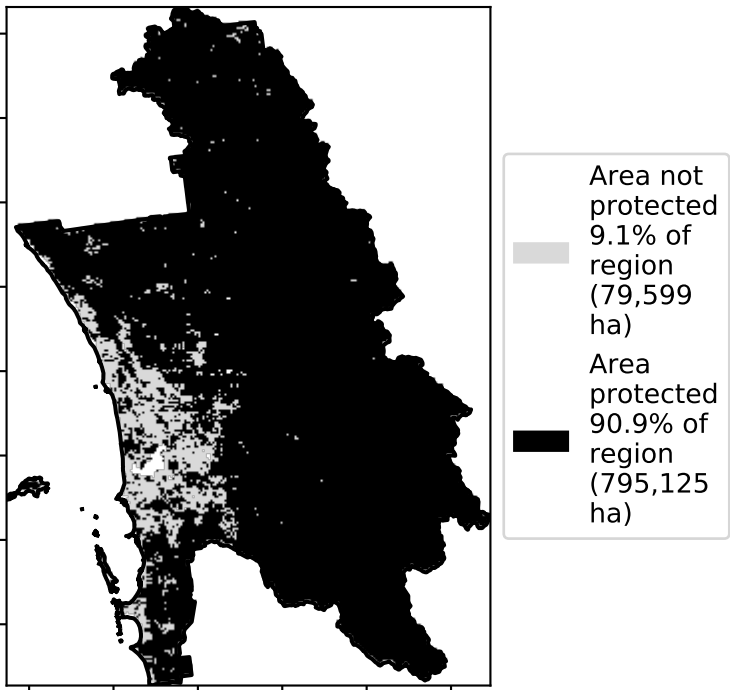 Area not
protected
9.1% of
region
(79,599
ha)
Area
protected
90.9% of
region
(795,125
ha)